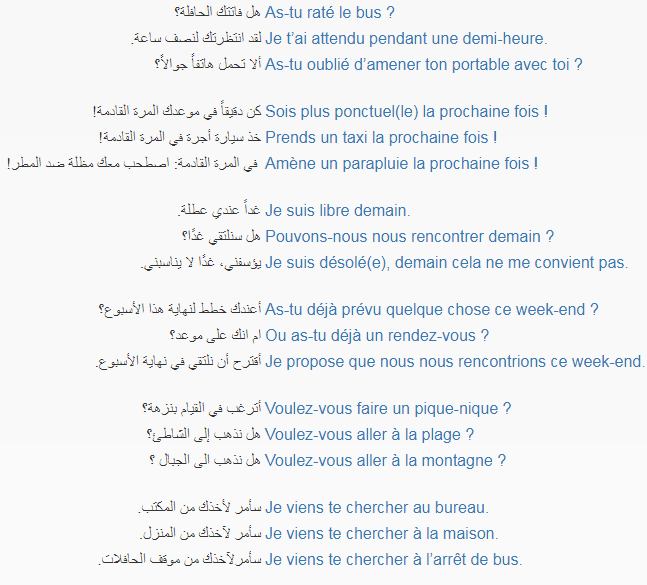 هل فاتتك الحافلة؟ As-tu raté le bus ?
لقد انتظرتك لنصف ساعة. Je t’ai attendu pendant une demi-heure.
ألا تحمل هاتفاً جوالاً؟ As-tu oublié d’amener ton portable avec toi ?
كن دقيقاً في موعدك المرة القادمة! Sois plus ponctuel(le) la prochaine fois !
خذ سيارة أجرة في المرة القادمة! Prends un taxi la prochaine fois !
في المرة القادمة: اصطحب معك مظلة ضد المطر! Amène un parapluie la prochaine fois !
غداً عندي عطلة. Je suis libre demain.
هل سنلتقي غدًا؟ Pouvons-nous nous rencontrer demain ?
يؤسفني، غدًا لا يناسبني. Je suis désolé(e), demain cela ne me convient pas.
أعندك خطط لنهاية هذا الأسبوع؟ As-tu déjà prévu quelque chose ce week-end ?
ام انك على موعد؟ Ou as-tu déjà un rendez-vous ?
أقترح أن نلتقي في نهاية الأسبوع. Je propose que nous nous rencontrions ce week-end.
أترغب في القيام بنزهة؟ Voulez-vous faire un pique-nique ?
هل نذهب إلى الشاطئ؟ Voulez-vous aller à la plage ?
هل نذهب الى الجبال ؟ Voulez-vous aller à la montagne ?
سأمر لأخذك من المكتب. Je viens te chercher au bureau.
سأمر لآخذك من المنزل. Je viens te chercher à la maison.
سأمرلآخذك من موقف الحافلات. Je viens te chercher à l’arrêt de bus.